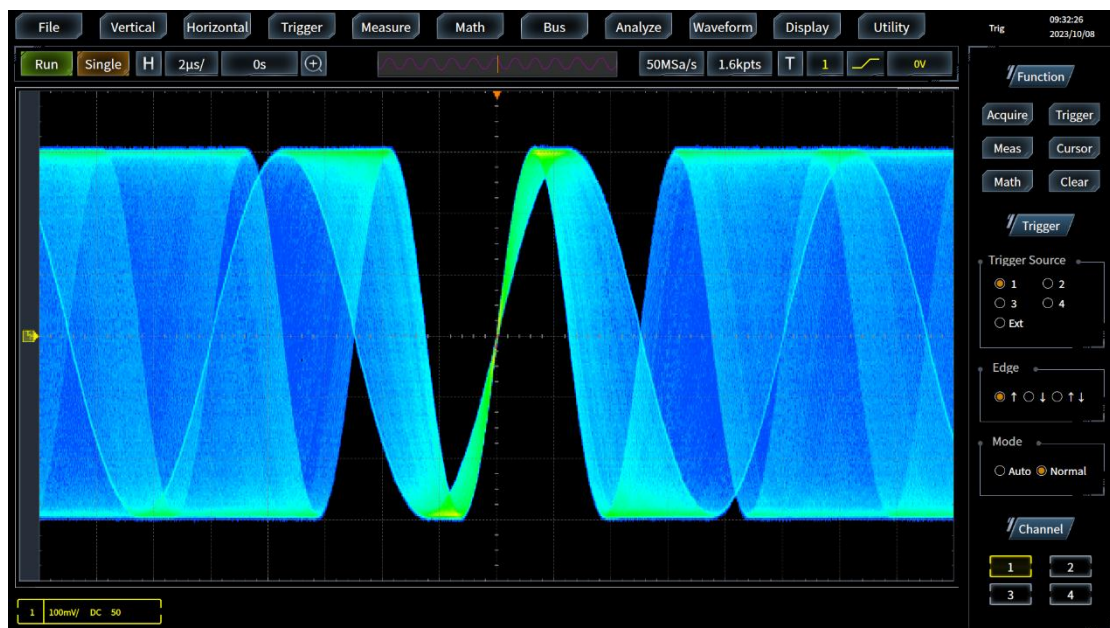 File Vertical Horizontal Trigger Measure Math Bus Analyze Waveform Display Utility Trig 09:32:26
2023/10/08
Run Single H 2μs/ 0s 50MSa/s 1.6kpts T 1 0V
Function
Acquire Trigger
Meas Cursor
Math Clear
Trigger
Trigger Source
1 2
3 4
Ext
Edge
↑ ↓ ↑↓
Mode
Auto Normal
Channel
1 2
3 4
1 100mV/ DC 50